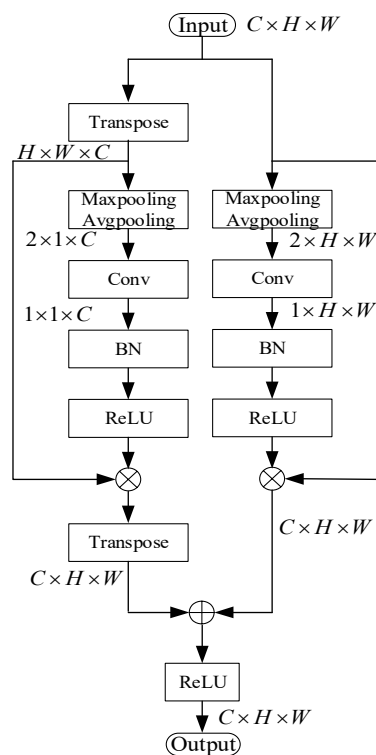 Input
C × H × W
Transpose
H × W × C
Maxpooling
Avgpooling
2 × 1 × C
Conv
1 × 1 × C
BN
ReLU
Transpose
C × H × W
Maxpooling
Avgpooling
2 × H × W
Conv
1 × H × W
BN
ReLU
C × H × W
ReLU
C × H × W
Output